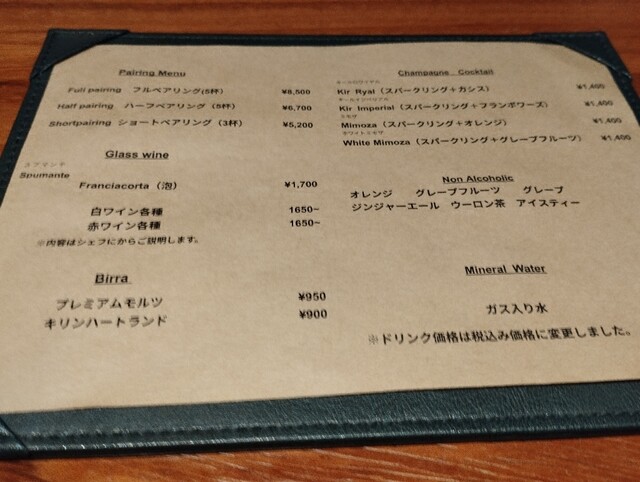 Pairing Menu
Full pairing フルペアリング(5杯) ¥8,500
Half pairing ハーフペアリング(5杯) ¥6,700
Shortpairing ショートペアリング(3杯) ¥5,200
Glass wine
スプマンテ
Spumante
Franciacorta(泡) ¥1,700
白ワイン各種 1650~
赤ワイン各種 1650~
※内容はシェフにからご説明します。
Birra
プレミアムモルツ ¥950
キリンハートランド ¥900
Champagne Cocktail
Kir Ryal(スパークリング+カシス) ¥1,400
Kir Imperial(スパークリング+フランボワーズ) ¥1,400
ミモザ
Mimoza(スパークリング+オレンジ) ¥1,400
ホワイトミモザ
White Mimoza(スパークリング+グレープフルーツ) ¥1,400
Non Alcoholic
オレンジ グレープフルーツ グレープ
ジンジャーエール ウーロン茶 アイスティー
Mineral Water
ガス入り水
※ドリンク価格は税込み価格に変更しました。